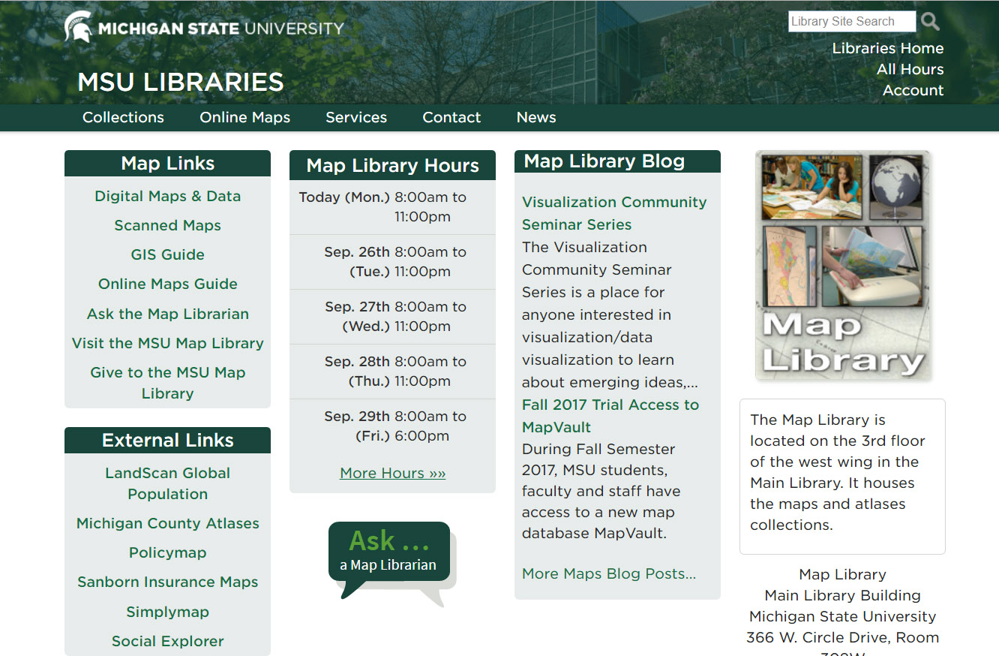 MICHIGAN STATE UNIVERSITY
Library Site Search
Libraries Home
All Hours
Account
MSU LIBRARIES
Collections
Online Maps
Services
Contact
News
Map Links
Digital Maps & Data
Scanned Maps
GIS Guide
Online Maps Guide
Ask the Map Librarian
Visit the MSU Map Library
Give to the MSU Map
Library
External Links
LandScan Global
Population
Michigan County Atlases
Policymap
Sanborn Insurance Maps
Simplymap
Social Explorer
Map Library Hours
Today (Mon.) 8:00am to
11:00pm
Sep. 26th 8:00am to
(Tue.) 11:00pm
Sep. 27th 8:00am to
(Wed.) 11:00pm
Sep. 28th 8:00am to
(Thu.) 11:00pm
Sep. 29th 8:00am to
(Fri.) 6:00pm
More Hours »»
Ask ...
a Map Librarian
Map Library Blog
Visualization Community
Seminar Series
The Visualization
Community Seminar
Series is a place for
anyone interested in
visualization/data
visualization to learn
about emerging ideas,...
Fall 2017 Trial Access to
MapVault
During Fall Semester
2017, MSU students,
faculty and staff have
access to a new map
database MapVault.
More Maps Blog Posts...
Map
Library
The Map Library is
located on the 3rd floor
of the west wing in the
Main Library. It houses
the maps and atlases
collections.
Map Library
Main Library Building
Michigan State University
366 W. Circle Drive, Room